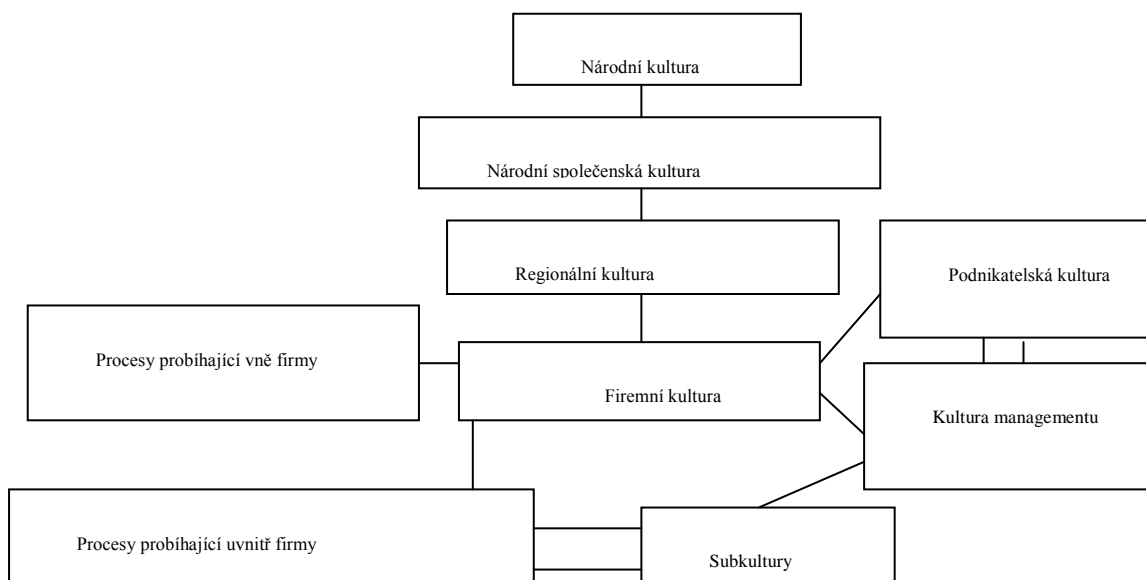 Národní kultura
Národní společenská kultura
Regionální kultura
Podnikatelská kultura
Procesy probíhající vně firmy
Firemní kultura
Kultura managementu
Procesy probíhající uvnitř firmy
Subkultury